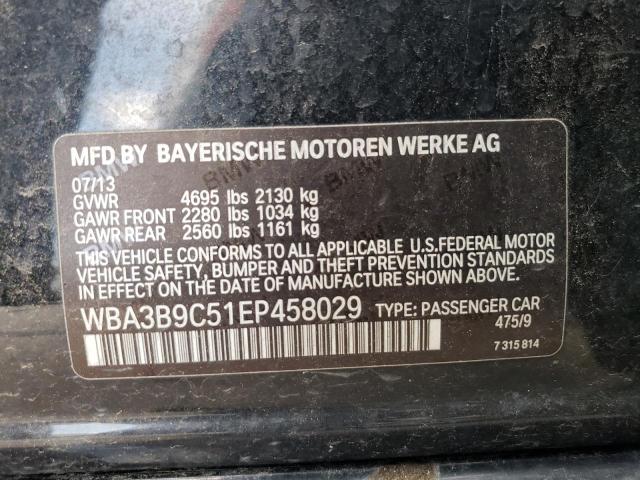 MFD BY BAYERISCHE MOTOREN WERKE AG
07/13
GVWR 4695 lbs 2130 kg
GAWR FRONT 2280 lbs 1034 kg
GAWR REAR 2560 lbs 1161 kg
THIS VEHICLE CONFORMS TO ALL APPLICABLE U.S.FEDERAL MOTOR
VEHICLE SAFETY, BUMPER AND THEFT PREVENTION STANDARDS
IN EFFECT ON THE DATE OF MANUFACTURE SHOWN ABOVE.
WBA3B9C51EP458029 TYPE: PASSENGER CAR
475/9
7 315 814